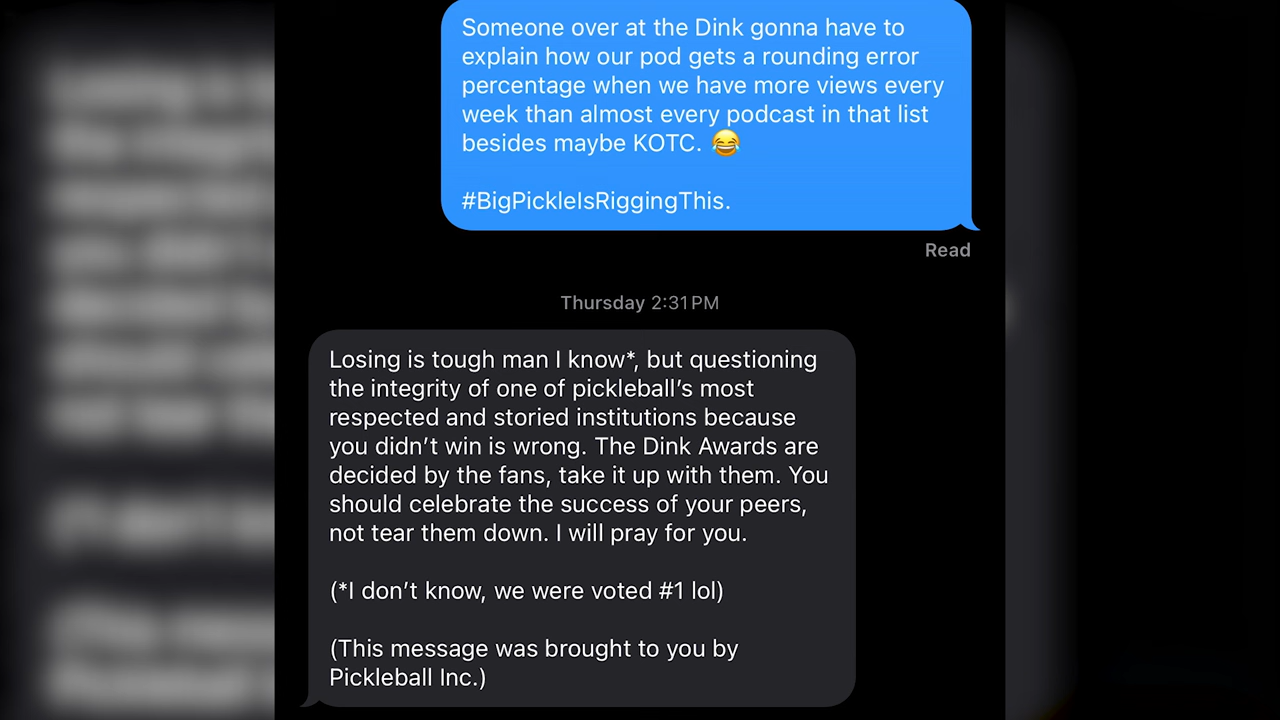 Someone over at the Dink gonna have to
explain how our pod gets a rounding error
percentage when we have more views every
week than almost every podcast in that list
besides maybe KOTC. 😂
#BigPickleIsRiggingThis.
Read
Thursday 2:31PM
Losing is tough man I know*, but questioning
the integrity of one of pickleball’s most
respected and storied institutions because
you didn’t win is wrong. The Dink Awards are
decided by the fans, take it up with them. You
should celebrate the success of your peers,
not tear them down. I will pray for you.
(*I don’t know, we were voted #1 lol)
(This message was brought to you by
Pickleball Inc.)